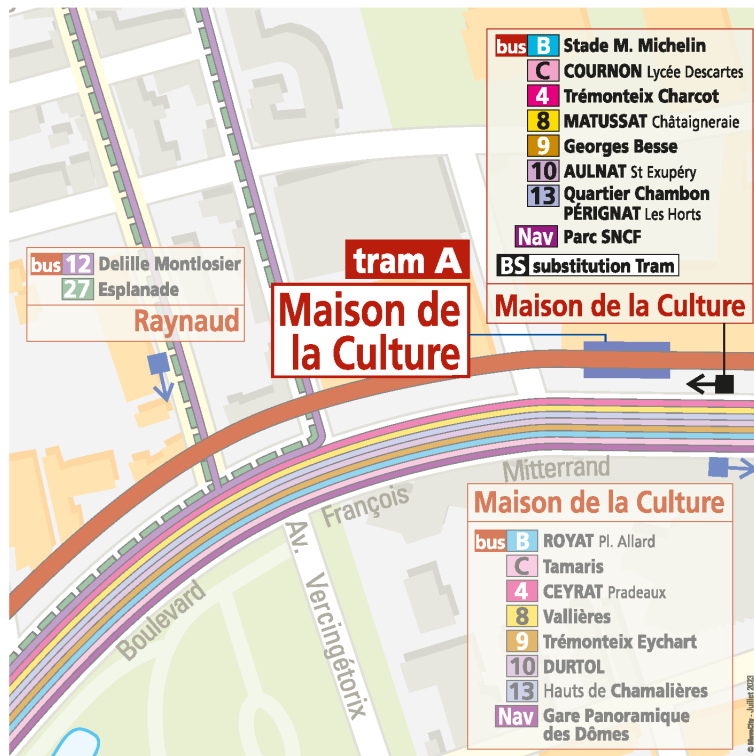 bus B Stade M. Michelin
C COURNON Lycée Descartes
4 Trémonteix Charcot
8 MATUSSAT Châtaigneraie
9 Georges Besse
10 AULNAT St Exupéry
13 Quartier Chambon
PÉRIGNAT Les Horts
Nav Parc SNCF
BS substitution Tram
Maison de la Culture
bus 12 Delille Montlosier
27 Esplanade
Raynaud
tram A
Maison de
la Culture
Boulevard François Mitterrand
Av. Vercingétorix
Maison de la Culture
bus B ROYAT Pl. Allard
C Tamaris
4 CEYRAT Pradeaux
8 Vallières
9 Trémonteix Eychart
10 DURTOL
13 Hauts de Chamalières
Nav Gare Panoramique
des Dômes